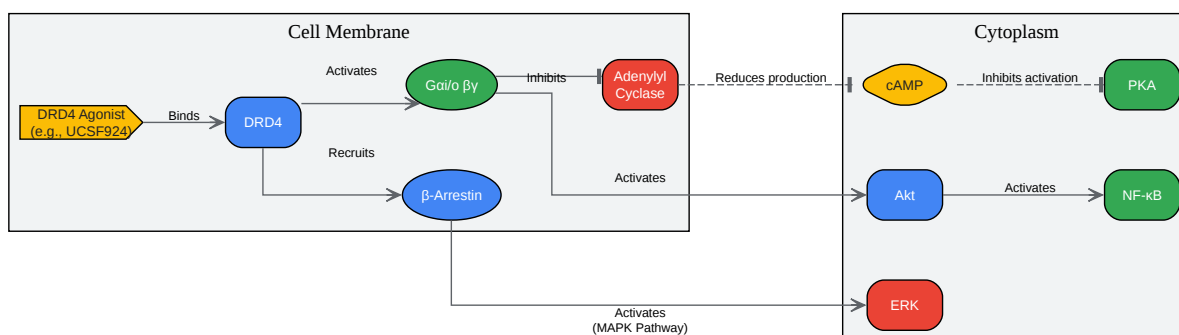 Cell Membrane
Cytoplasm
Activates
Gαi/o βγ
Inhibits
Adenylyl
Cyclase
Reduces production
cAMP
Inhibits activation
PKA
DRD4 Agonist
(e.g., UCSF924)
Binds
DRD4
Recruits
β-Arrestin
Activates
Akt
Activates
NF-κB
ERK
Activates
(MAPK Pathway)